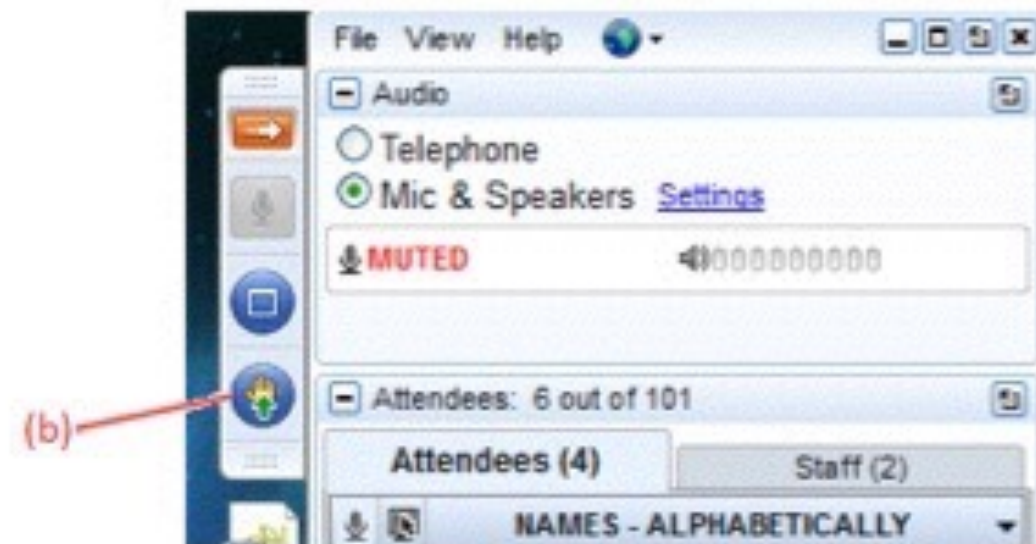 File View Help
Audio
Telephone
Mic & Speakers Settings
MUTED
(b)
Attendees: 6 out of 101
Attendees (4) Staff (2)
NAMES - ALPHABETICALLY